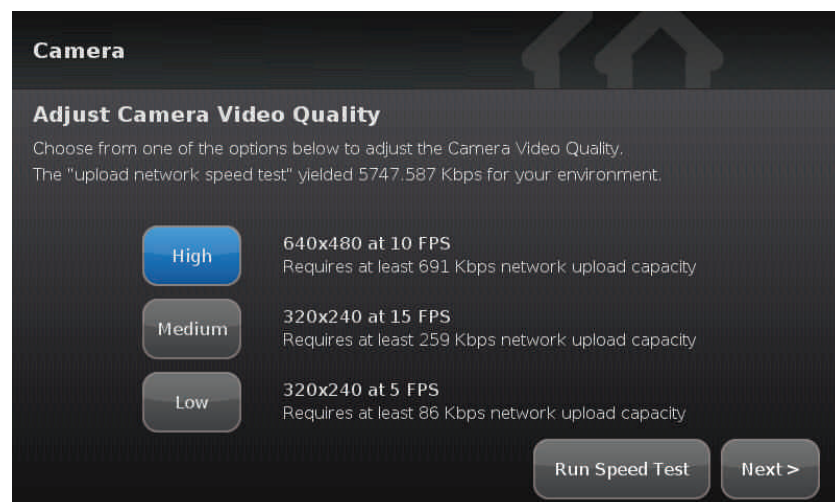 Camera
Adjust Camera Video Quality
Choose from one of the options below to adjust the Camera Video Quality.
The "upload network speed test" yielded 5747.587 Kbps for your environment.
High
640x480 at 10 FPS
Requires at least 691 Kbps network upload capacity
Medium
320x240 at 15 FPS
Requires at least 259 Kbps network upload capacity
Low
320x240 at 5 FPS
Requires at least 86 Kbps network upload capacity
Run Speed Test
Next >